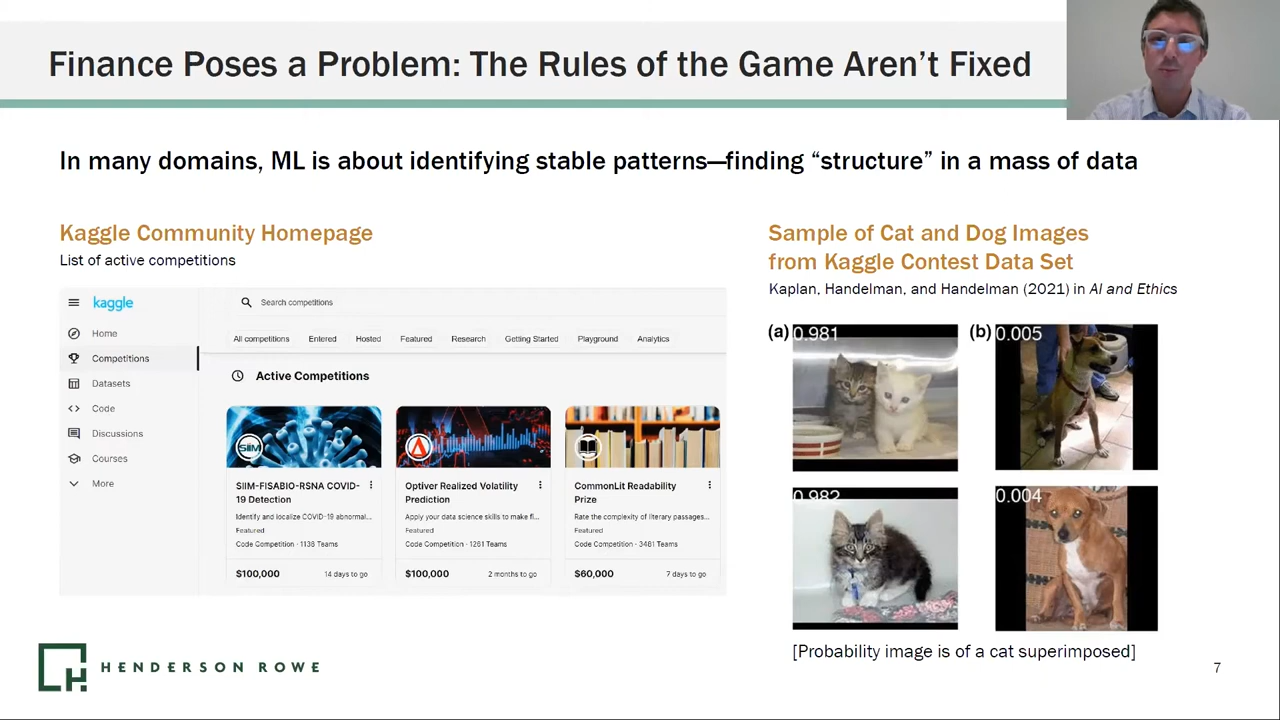 Finance Poses a Problem: The Rules of the Game Aren't Fixed
In many domains, ML is about identifying stable patterns—finding “structure” in a mass of data
Kaggle Community Homepage
List of active competitions
kaggle
Home
Competitions
Datasets
Code
Discussions
Courses
More
Search competitions
All competitions Entered Hosted Featured Research Getting Started Playground Analytics
Active Competitions
SIIM
SIIM-FISABIO-RSNA COVID-
19 Detection
Identify and localize COVID-19 abnormal...
Featured
Code Competition · 1138 Teams
$100,000 14 days to go
Optiver Realized Volatility
Prediction
Apply your data science skills to make fi...
Featured
Code Competition · 1261 Teams
$100,000 2 months to go
CommonLit Readability
Prize
Rate the complexity of literary passages...
Featured
Code Competition · 3461 Teams
$60,000 7 days to go
Sample of Cat and Dog Images
from Kaggle Contest Data Set
Kaplan, Handelman, and Handelman (2021) in AI and Ethics
(a) 0.981 (b) 0.005
0.982 0.004
[Probability image is of a cat superimposed]
HENDERSON ROWE
7